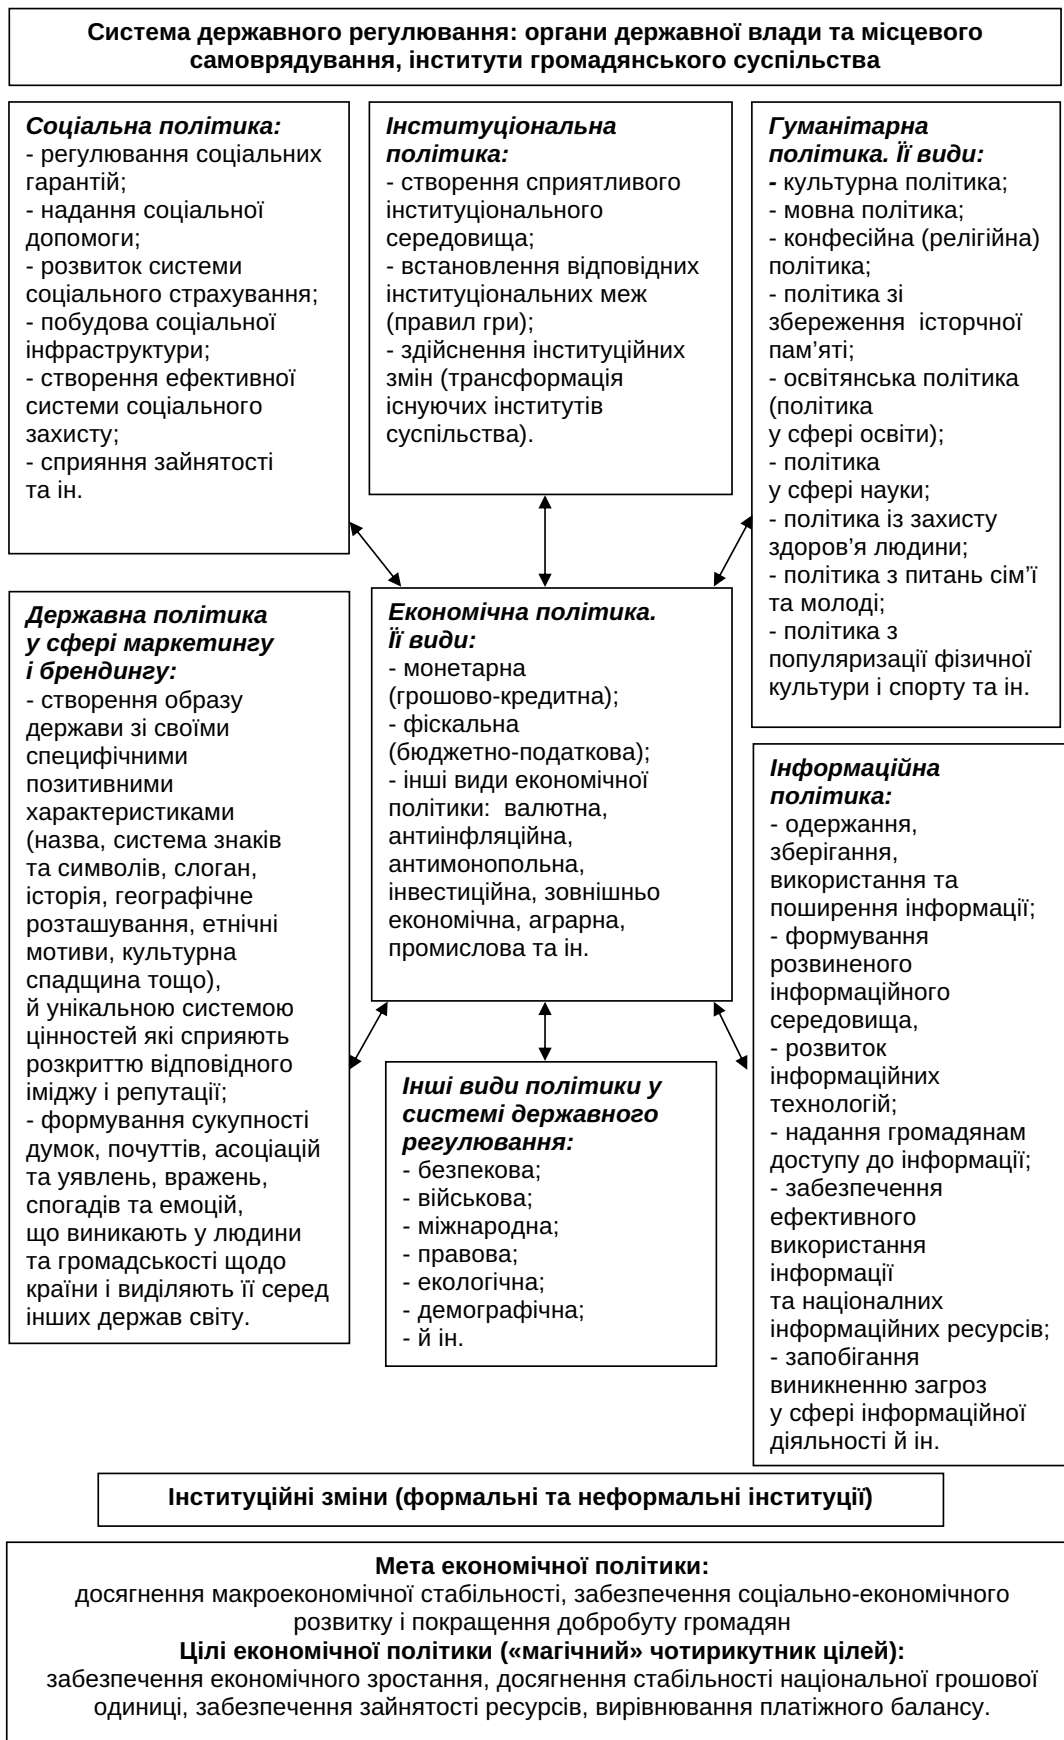 Система державного регулювання: органи державної влади та місцевого
самоврядування, інститути громадянського суспільства
Соціальна політика:
- регулювання соціальних
гарантій;
- надання соціальної
допомоги;
- розвиток системи
соціального страхування;
- побудова соціальної
інфраструктури;
- створення ефективної
системи соціального
захисту;
- сприяння зайнятості
та ін.
Інституціональна
політика:
- створення сприятливого
інституціонального
середовища;
- встановлення відповідних
інституціональних меж
(правил гри);
- здійснення інституційних
змін (трансформація
існуючих інститутів
суспільства).
Гуманітарна
політика. Її види:
- культурна політика;
- мовна політика;
- конфесійна (релігійна)
політика;
- політика зі
збереження  історчної
пам’яті;
- освітянська політика
(політика
у сфері освіти);
- політика
у сфері науки;
- політика із захисту
здоров’я людини;
- політика з питань сім’ї
та молоді;
- політика з
популяризації фізичної
культури і спорту та ін.
Державна політика
у сфері маркетингу
і брендингу:
- створення образу
держави зі своїми
специфічними
позитивними
характеристиками
(назва, система знаків
та символів, слоган,
історія, географічне
розташування, етнічні
мотиви, культурна
спадщина тощо),
й унікальною системою
цінностей які сприяють
розкриттю відповідного
іміджу і репутації;
- формування сукупності
думок, почуттів, асоціацій
та уявлень, вражень,
спогадів та емоцій,
що виникають у людини
та громадськості щодо
країни і виділяють її серед
інших держав світу.
Економічна політика.
Її види:
- монетарна
(грошово-кредитна);
- фіскальна
(бюджетно-податкова);
- інші види економічної
політики:  валютна,
антиінфляційна,
антимонопольна,
інвестиційна, зовнішньо
економічна, аграрна,
промислова та ін.
Інформаційна
політика:
- одержання,
зберігання,
використання та
поширення інформації;
- формування
розвиненого
інформаційного
середовища,
- розвиток
інформаційних
технологій;
- надання громадянам
доступу до інформації;
- забезпечення
ефективного
використання
інформації
та націоналних
інформаційних ресурсів;
- запобігання
виникненню загроз
у сфері інформаційної
діяльності й ін.
Інші види політики у
системі державного
регулювання:
- безпекова;
- військова;
- міжнародна;
- правова;
- екологічна;
- демографічна;
- й ін.
Інституційні зміни (формальні та неформальні інституції)
Мета економічної політики:
досягнення макроекономічної стабільності, забезпечення соціально-економічного
розвитку і покращення добробуту громадян
Цілі економічної політики («магічний» чотирикутник цілей):
забезпечення економічного зростання, досягнення стабільності національної грошової
одиниці, забезпечення зайнятості ресурсів, вирівнювання платіжного балансу.